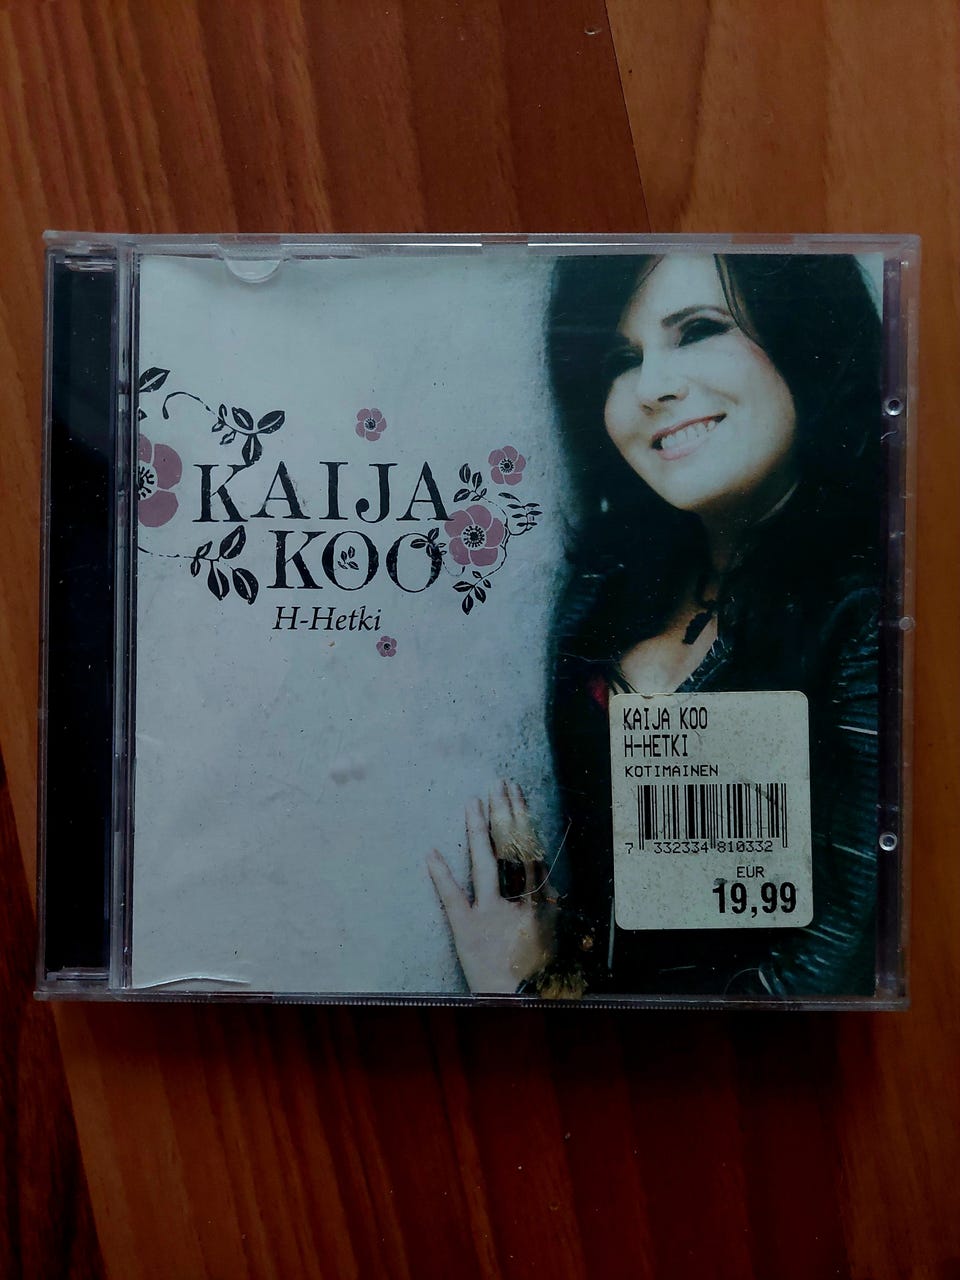 KAIJA
KOO
H-Hetki
KAIJA KOO
H-HETKI
KOTIMAINEN
7 332334 810332
EUR
19,99